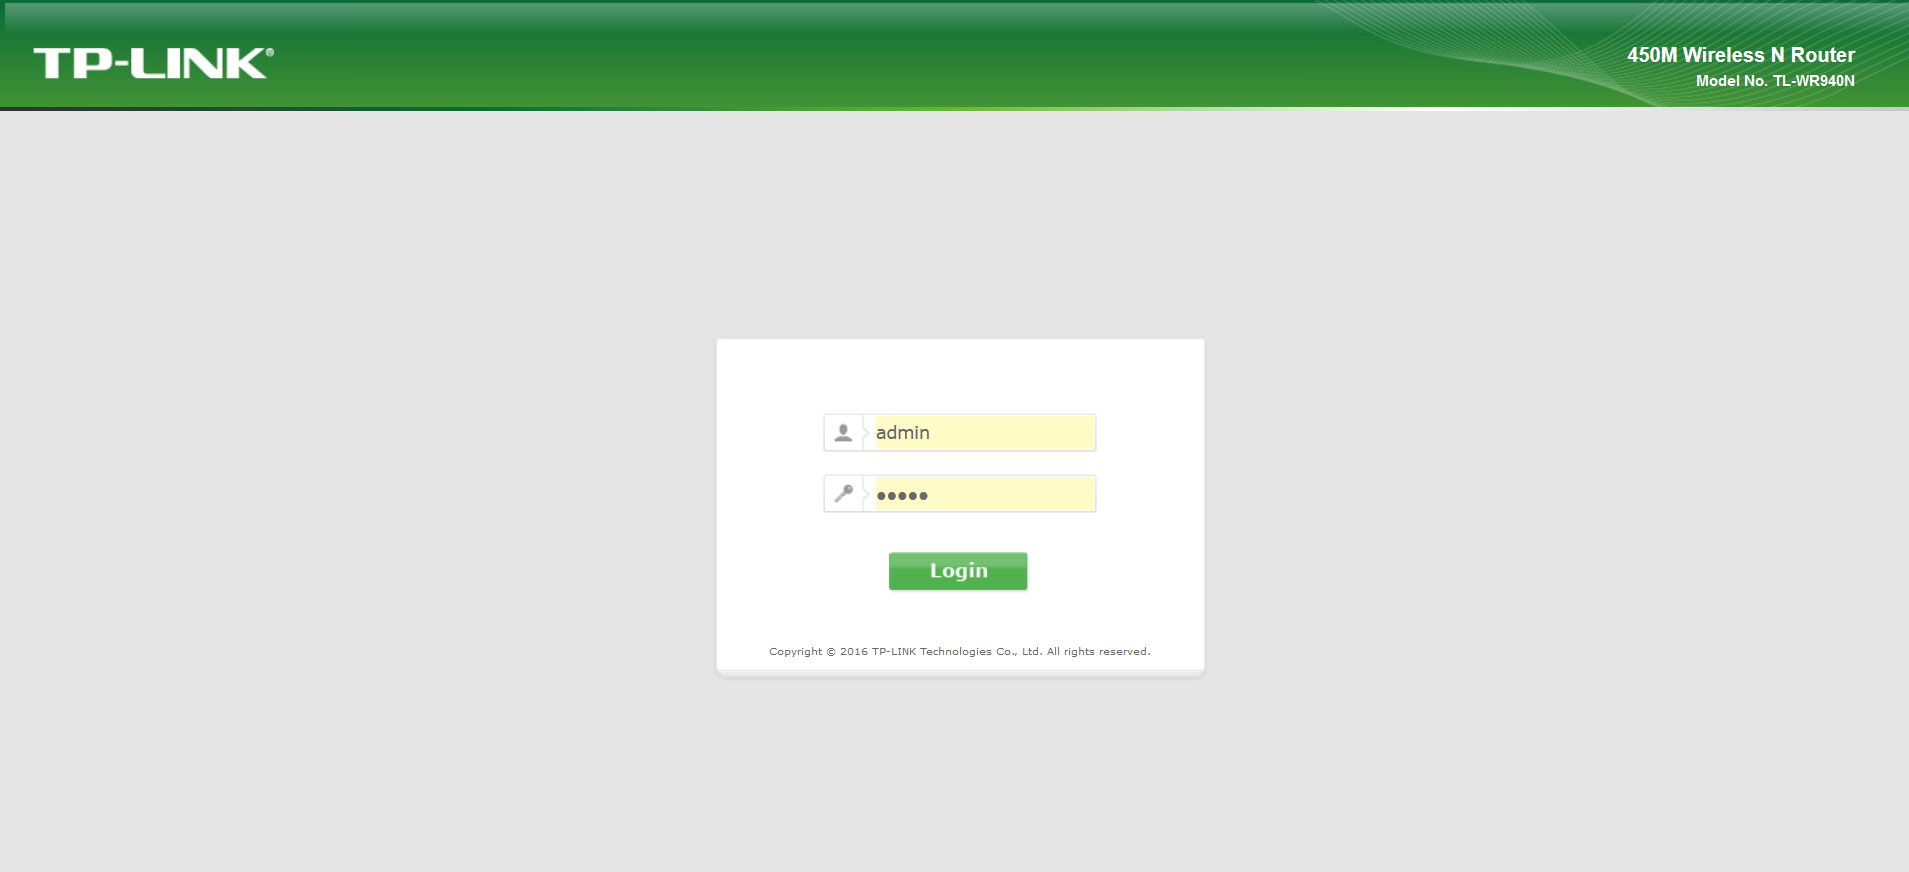 TP-LINK®
450M Wireless N Router
Model No. TL-WR940N
admin
●●●●●
Login
Copyright © 2016 TP-LINK Technologies Co., Ltd. All rights reserved.